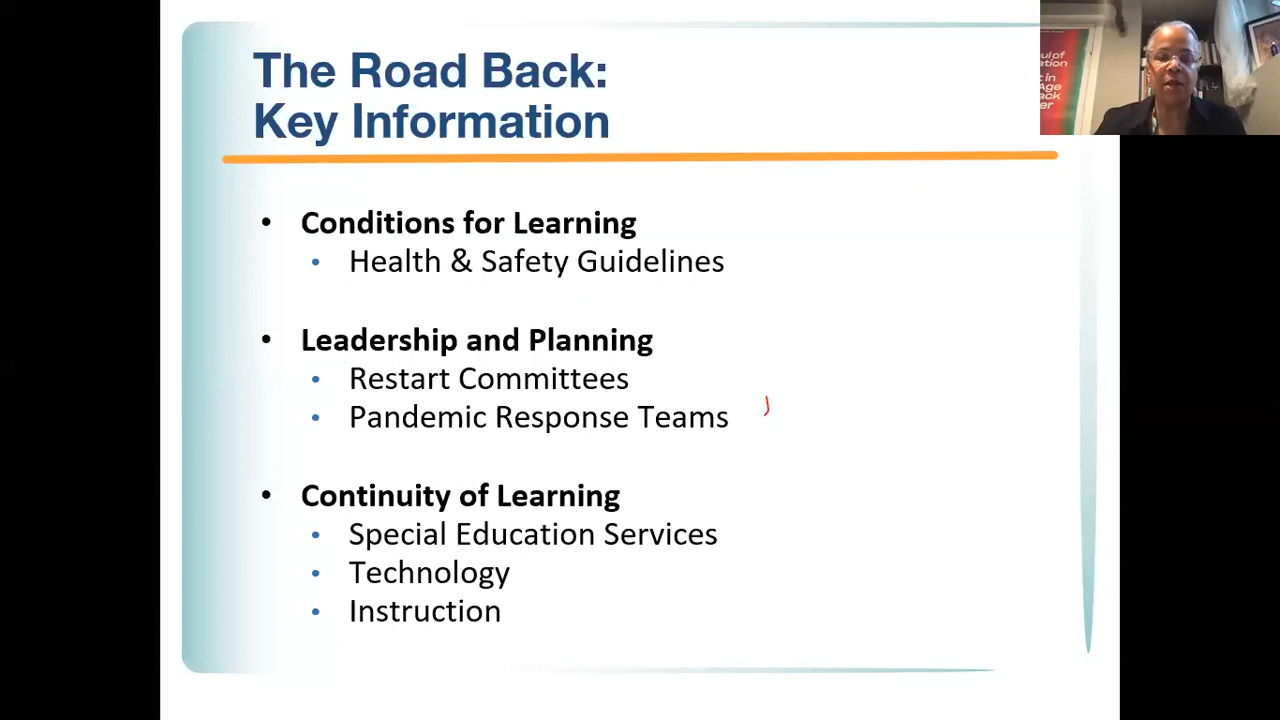 The Road Back:
Key Information
• Conditions for Learning
• Health & Safety Guidelines
• Leadership and Planning
• Restart Committees
• Pandemic Response Teams
• Continuity of Learning
• Special Education Services
• Technology
• Instruction